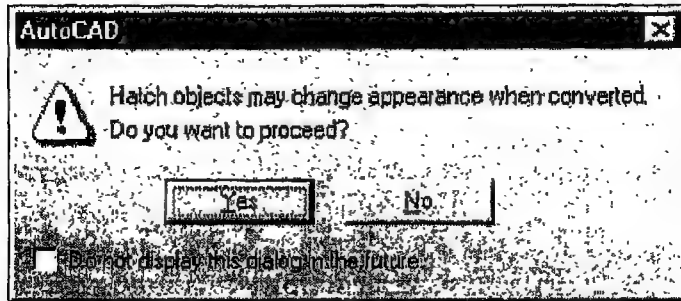 AutoCAD
Hatch objects may change appearance when converted.
Do you want to proceed?
Yes No
Do not display this dialog in the future